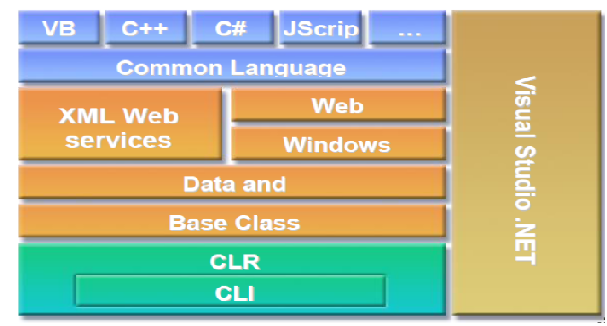 VB C++ C# JScrip ...
Common Language
XML Web
services
Web
Windows
Data and
Base Class
CLR
CLI
Visual Studio .NET